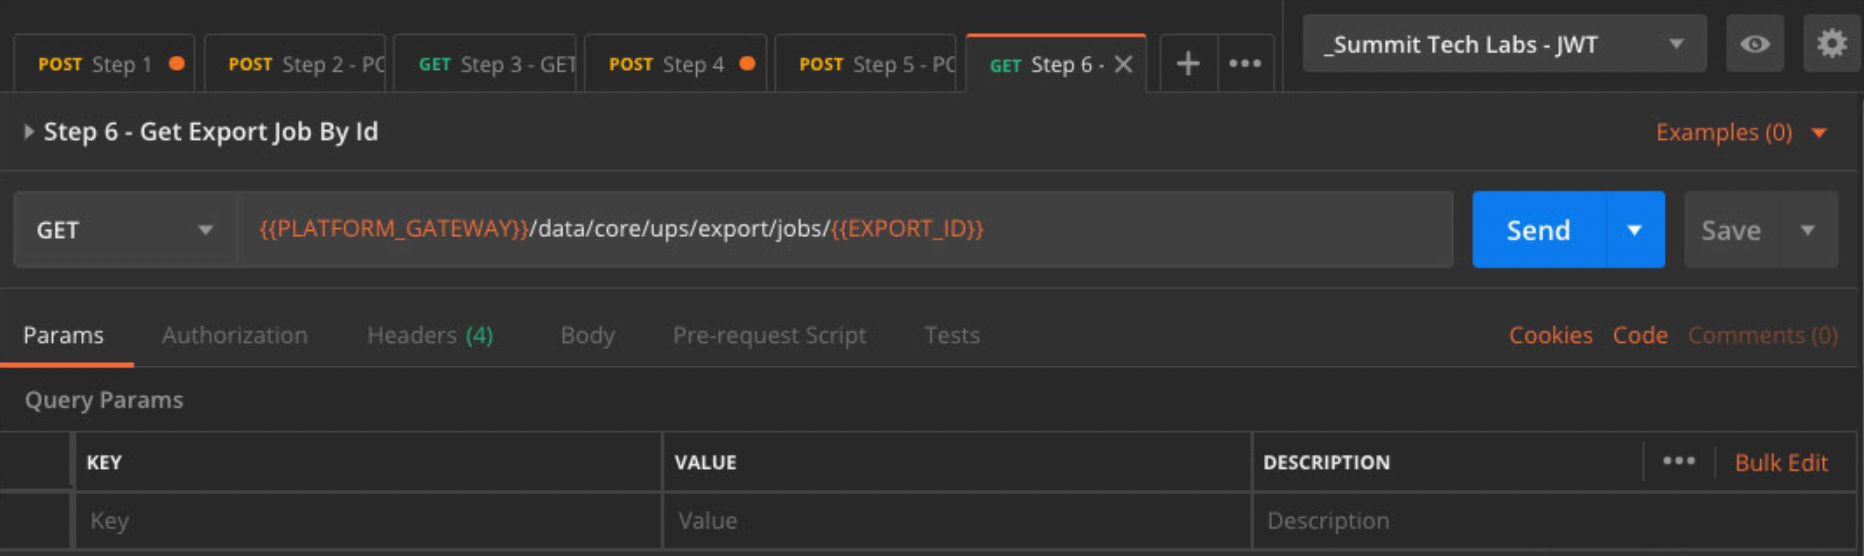 POST Step 1 POST Step 2 - PC GET Step 3 - GET POST Step 4 POST Step 5 - PC GET Step 6 - _Summit Tech Labs - JWT
Step 6 - Get Export Job By Id Examples (0)
GET {{PLATFORM_GATEWAY}}/data/core/ups/export/jobs/{{EXPORT_ID}} Send Save
Params Authorization Headers (4) Body Pre-request Script Tests Cookies Code Comments (0)
Query Params
KEY VALUE DESCRIPTION Bulk Edit
Key Value Description